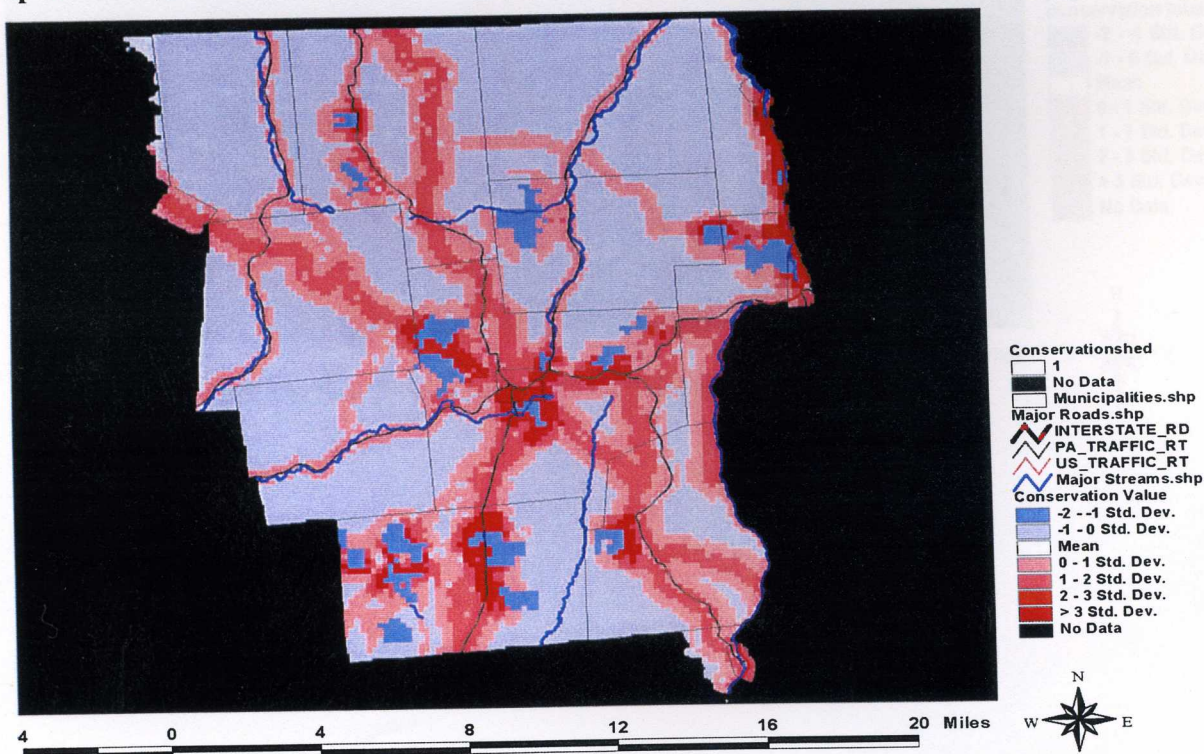 Conservationshed
1
No Data
Municipalities.shp
Major Roads.shp
INTERSTATE_RD
PA_TRAFFIC_RT
US_TRAFFIC_RT
Major Streams.shp
Conservation Value
-2 - -1 Std. Dev.
-1 - 0 Std. Dev.
Mean
0 - 1 Std. Dev.
1 - 2 Std. Dev.
2 - 3 Std. Dev.
> 3 Std. Dev.
No Data
N
W E
S
4 0 4 8 12 16 20 Miles